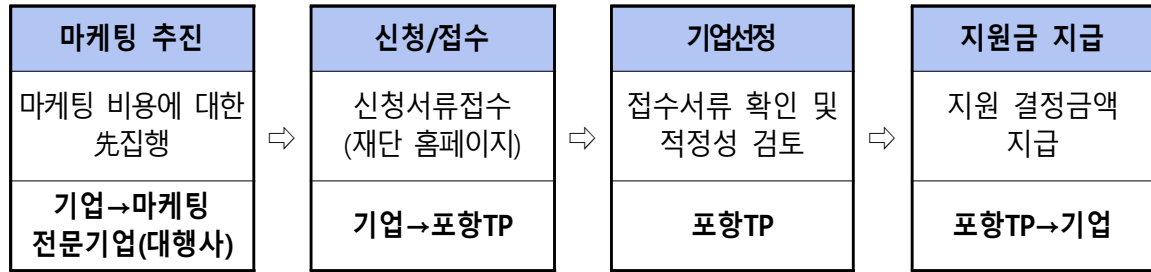 마케팅 추진
마케팅 비용에 대한
先집행
기업→마케팅
전문기업(대행사)
⇨
신청/접수
신청서류접수
(재단 홈페이지)
기업→포항TP
⇨
기업선정
접수서류 확인 및
적정성 검토
포항TP
⇨
지원금 지급
지원 결정금액
지급
포항TP→기업